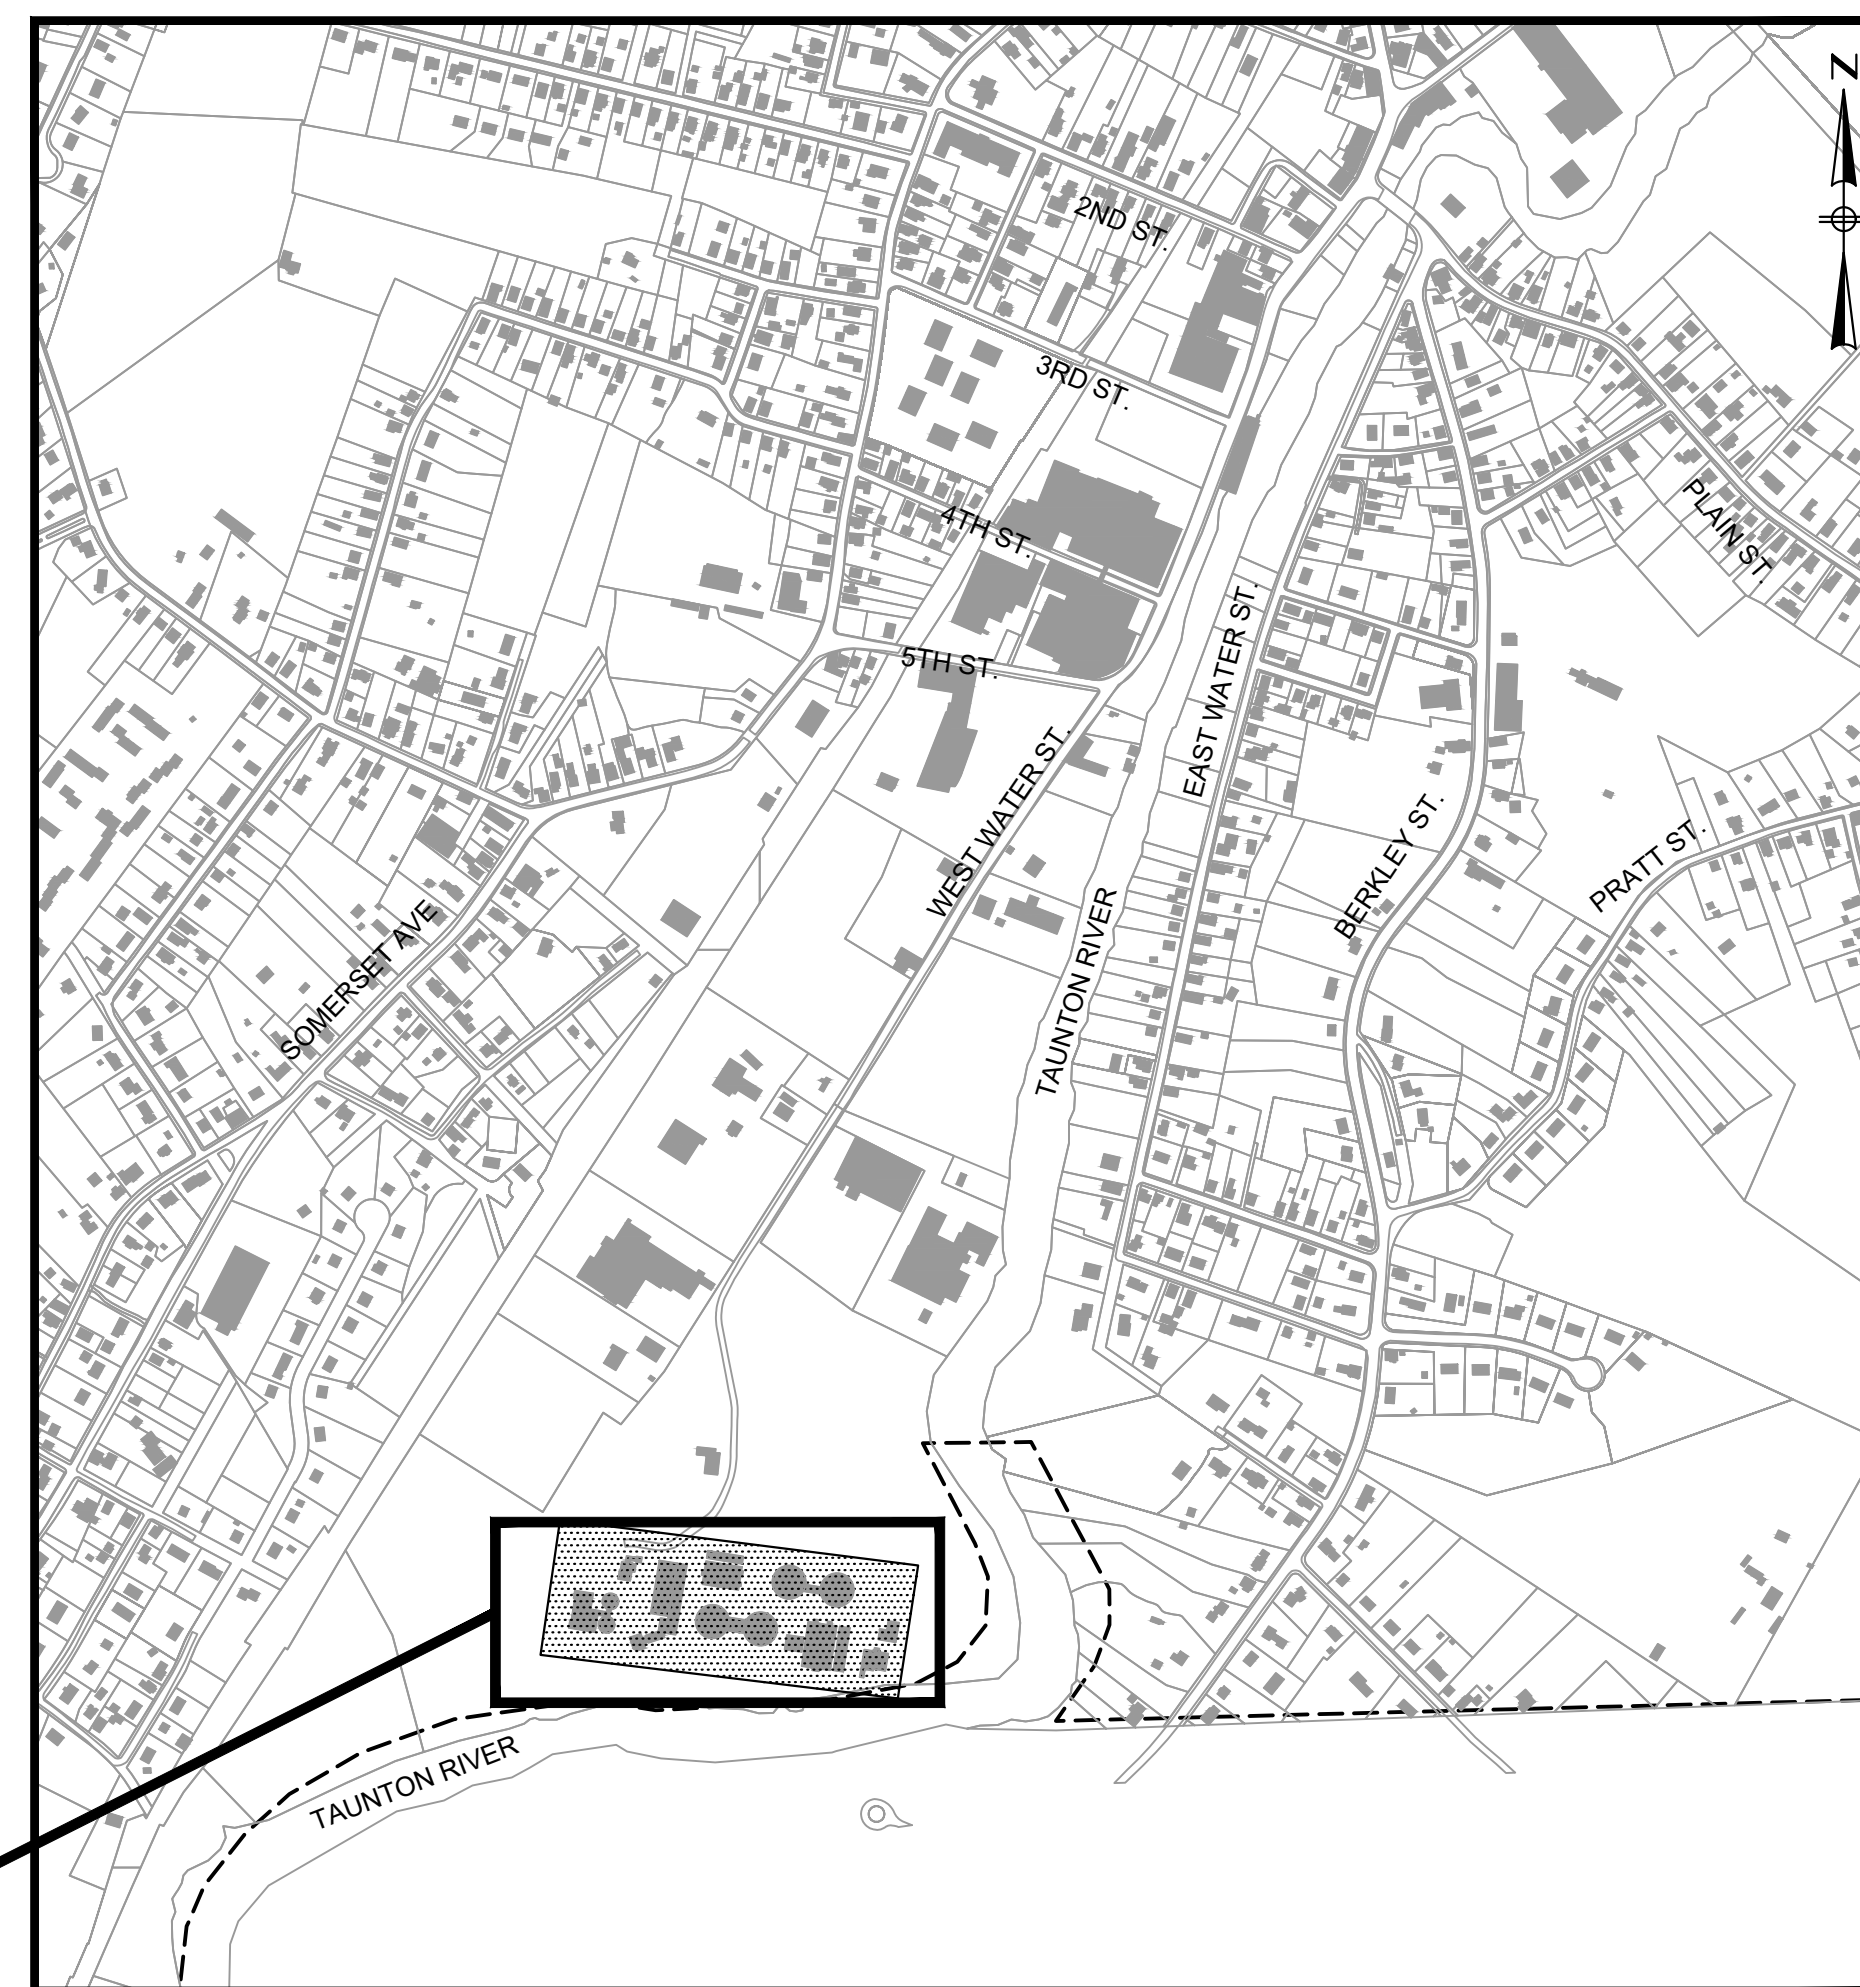 N
2ND ST.
3RD ST.
4TH ST.
PLAIN ST.
5TH ST.
EAST WATER ST.
WEST WATER ST.
BERKLEY ST.
PRATT ST.
SOMERSET AVE
TAUNTON RIVER
TAUNTON RIVER